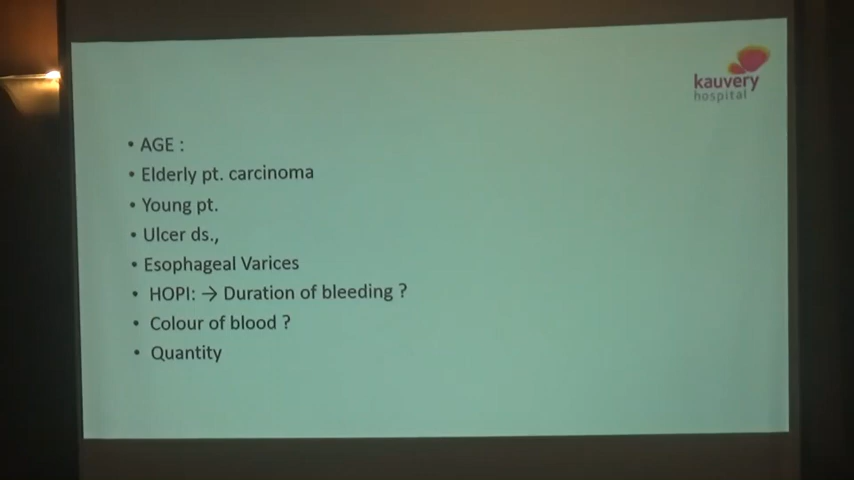 kauvery
hospital
• AGE :
• Elderly pt. carcinoma
• Young pt.
• Ulcer ds.,
• Esophageal Varices
• HOPI: → Duration of bleeding ?
• Colour of blood ?
• Quantity